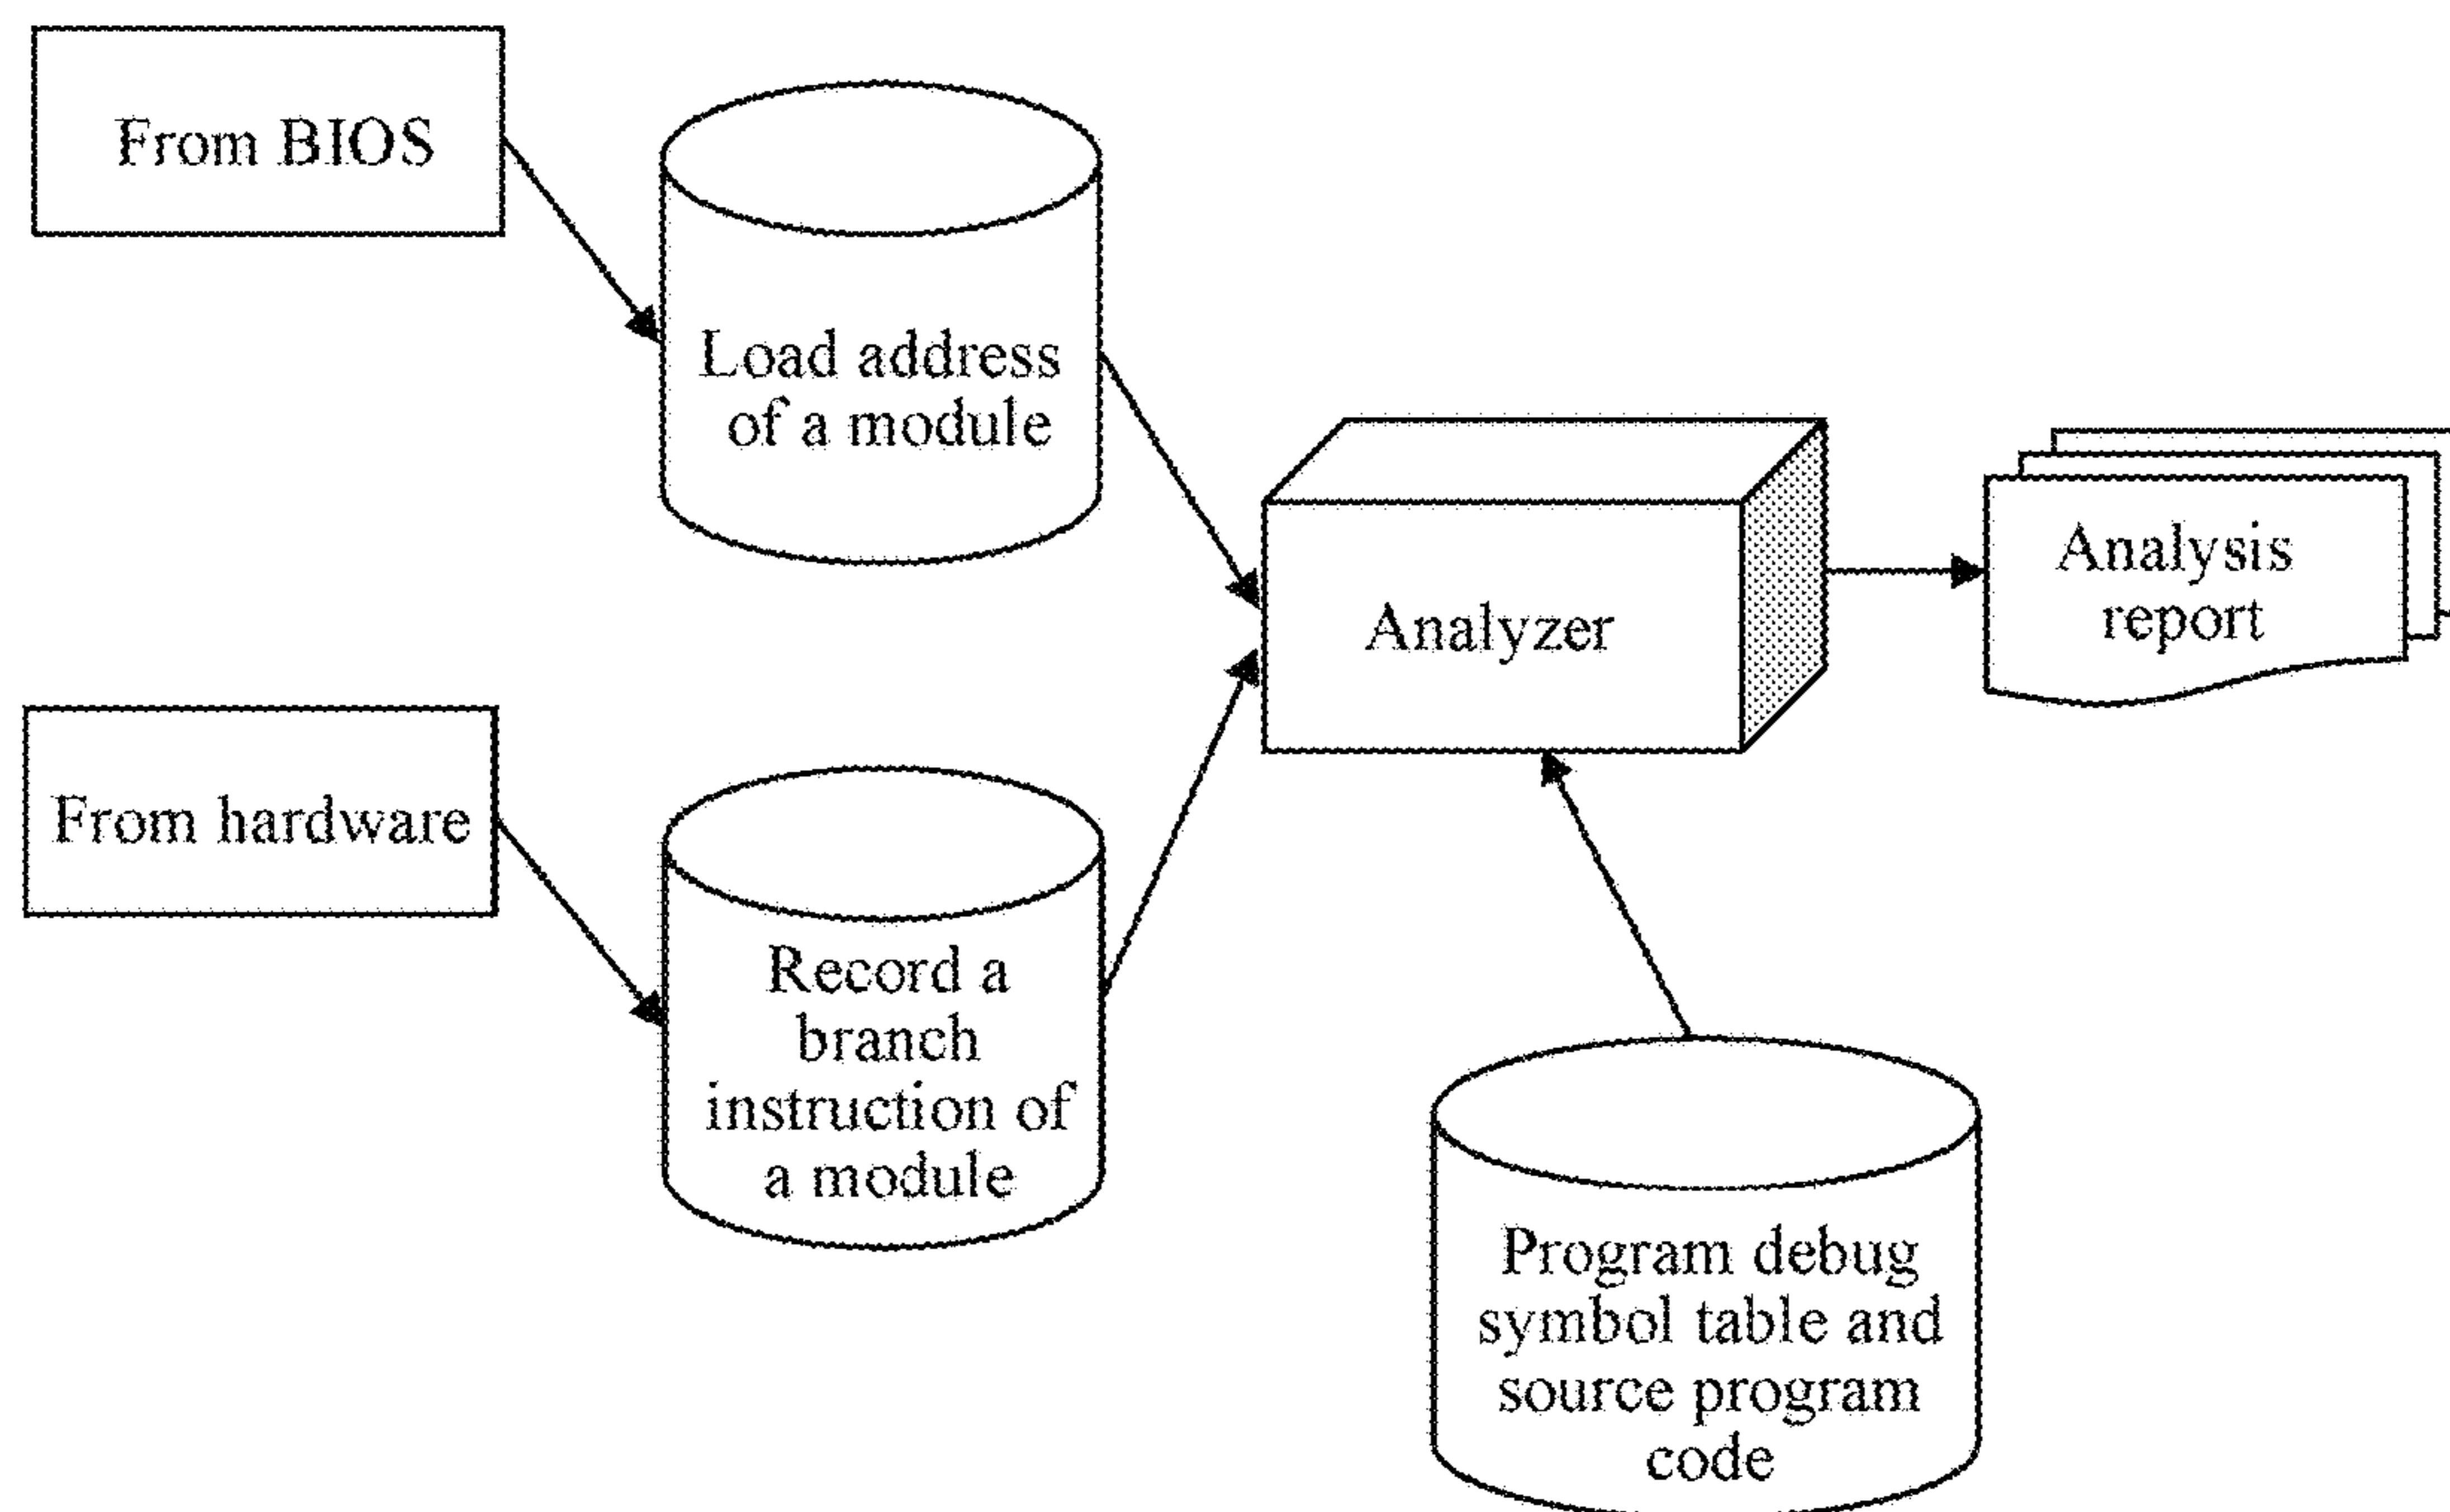 From BIOS
Load address
of a module
Analyzer
Analysis
report
From hardware
Record a
branch
instruction of
a module
Program debug
symbol table and
source program
code